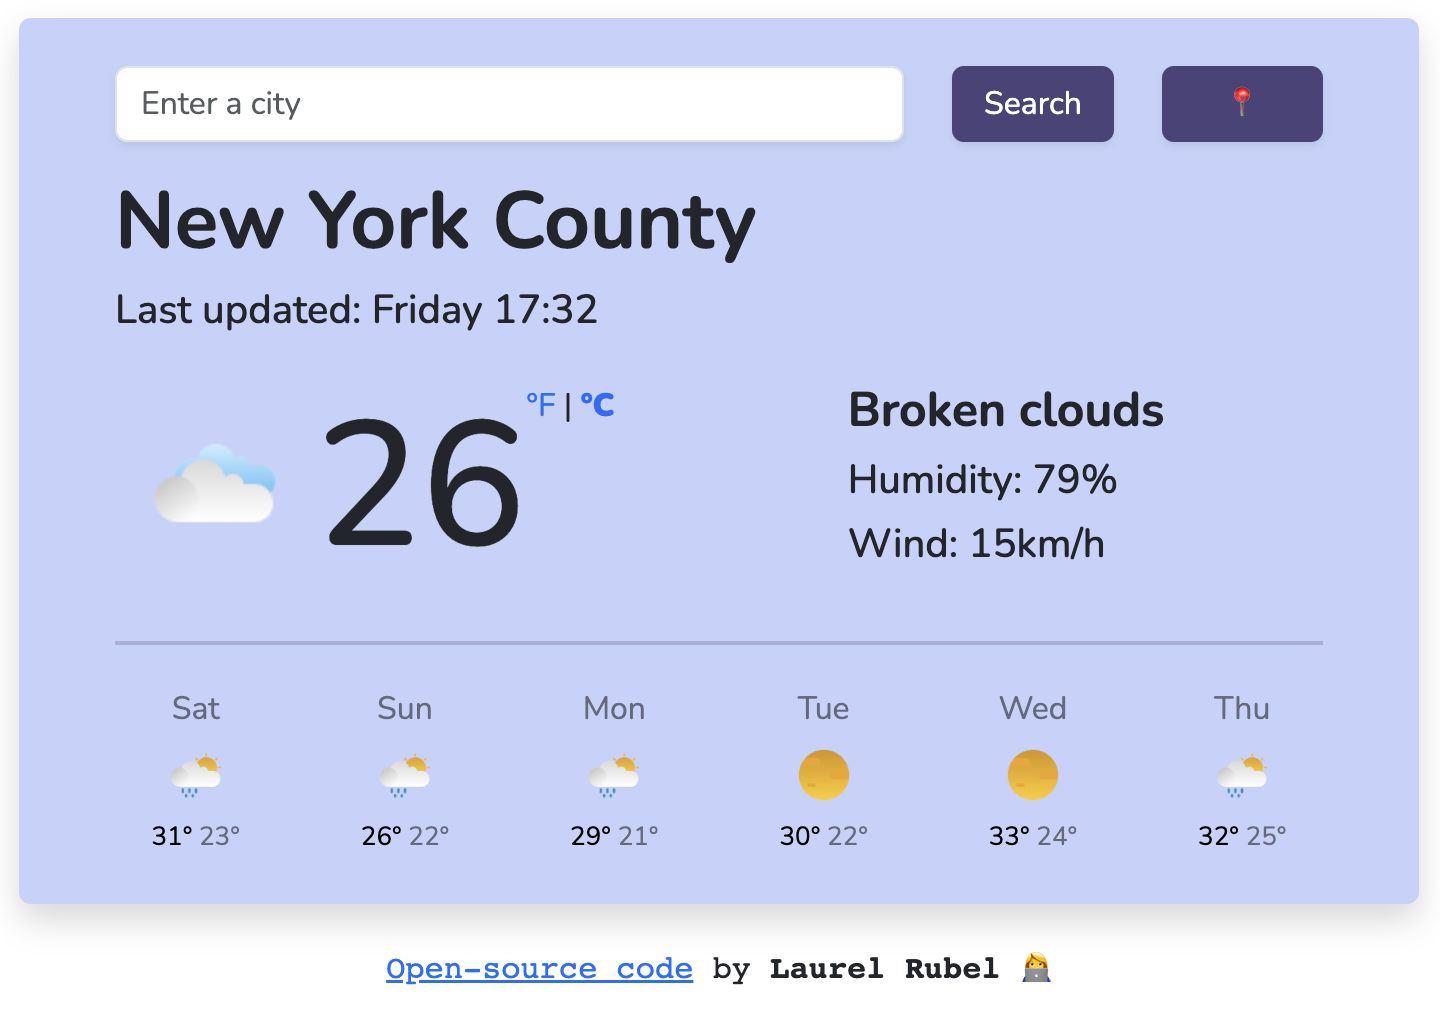 Enter a city
Search
New York County
Last updated: Friday 17:32
26
°F | °C
Broken clouds
Humidity: 79%
Wind: 15km/h
Sat Sun Mon Tue Wed Thu
31° 23° 26° 22° 29° 21° 30° 22° 33° 24° 32° 25°
Open-source code by Laurel Rubel